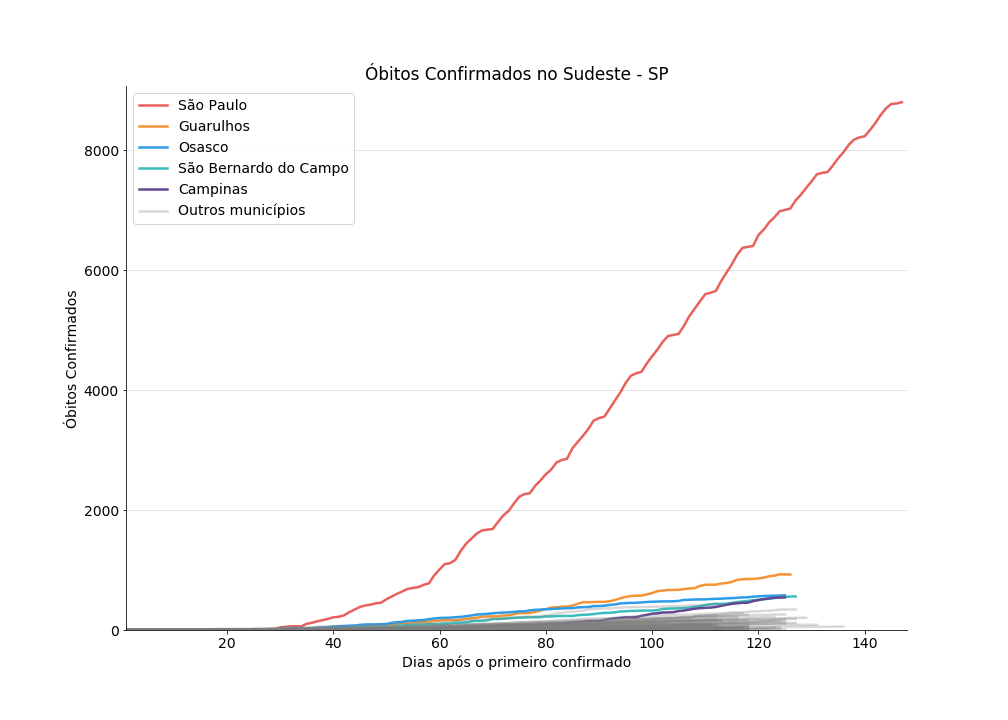 Óbitos Confirmados no Sudeste - SP
São Paulo
Guarulhos
Osasco
São Bernardo do Campo
Campinas
Outros municípios
8000
6000
4000
2000
0
Óbitos Confirmados
20 40 60 80 100 120 140
Dias após o primeiro confirmado